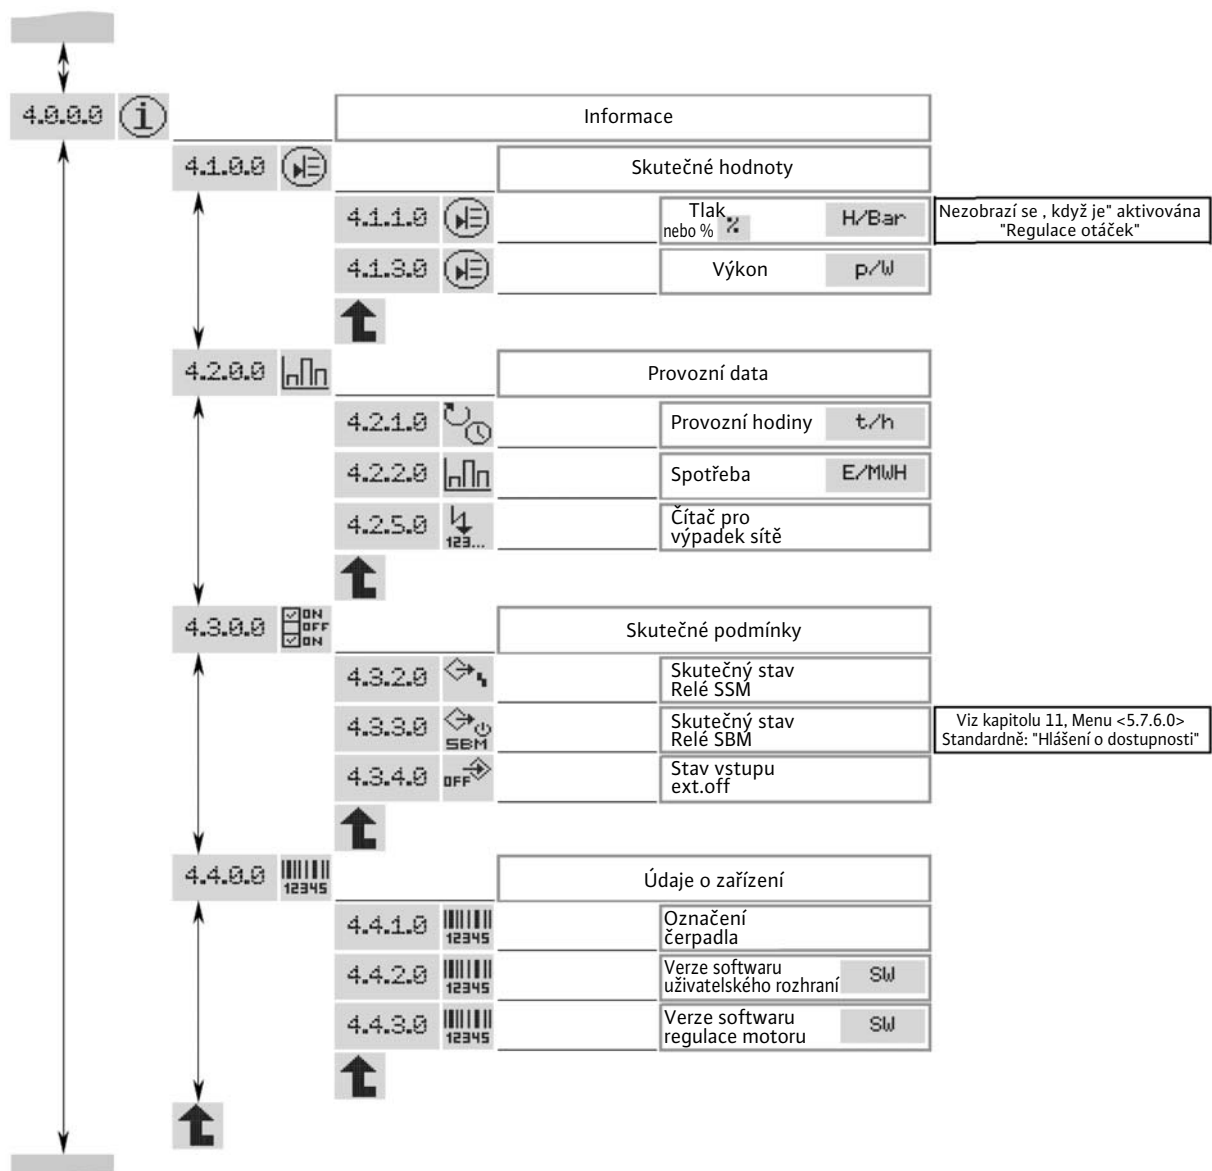 4.0.0.0 Informace
4.1.0.0 Skutečné hodnoty
4.1.1.0 Tlak H/Bar
nebo % %
Nezobrazí se , když je" aktivována
"Regulace otáček"
4.1.3.0 Výkon p/W
4.2.0.0 Provozní data
4.2.1.0 Provozní hodiny t/h
4.2.2.0 Spotřeba E/MWH
4.2.5.0 123... Čítač pro
výpadek sítě
4.3.0.0 ON
OFF
ON
Skutečné podmínky
4.3.2.0 Skutečný stav
Relé SSM
4.3.3.0 SBM Skutečný stav
Relé SBM
Viz kapitolu 11, Menu <5.7.6.0>
Standardně: "Hlášení o dostupnosti"
4.3.4.0 OFF Stav vstupu
ext.off
4.4.0.0 12345 Údaje o zařízení
4.4.1.0 12345 Označení
čerpadla
4.4.2.0 12345 Verze softwaru
uživatelského rozhraní SW
4.4.3.0 12345 Verze softwaru
regulace motoru SW